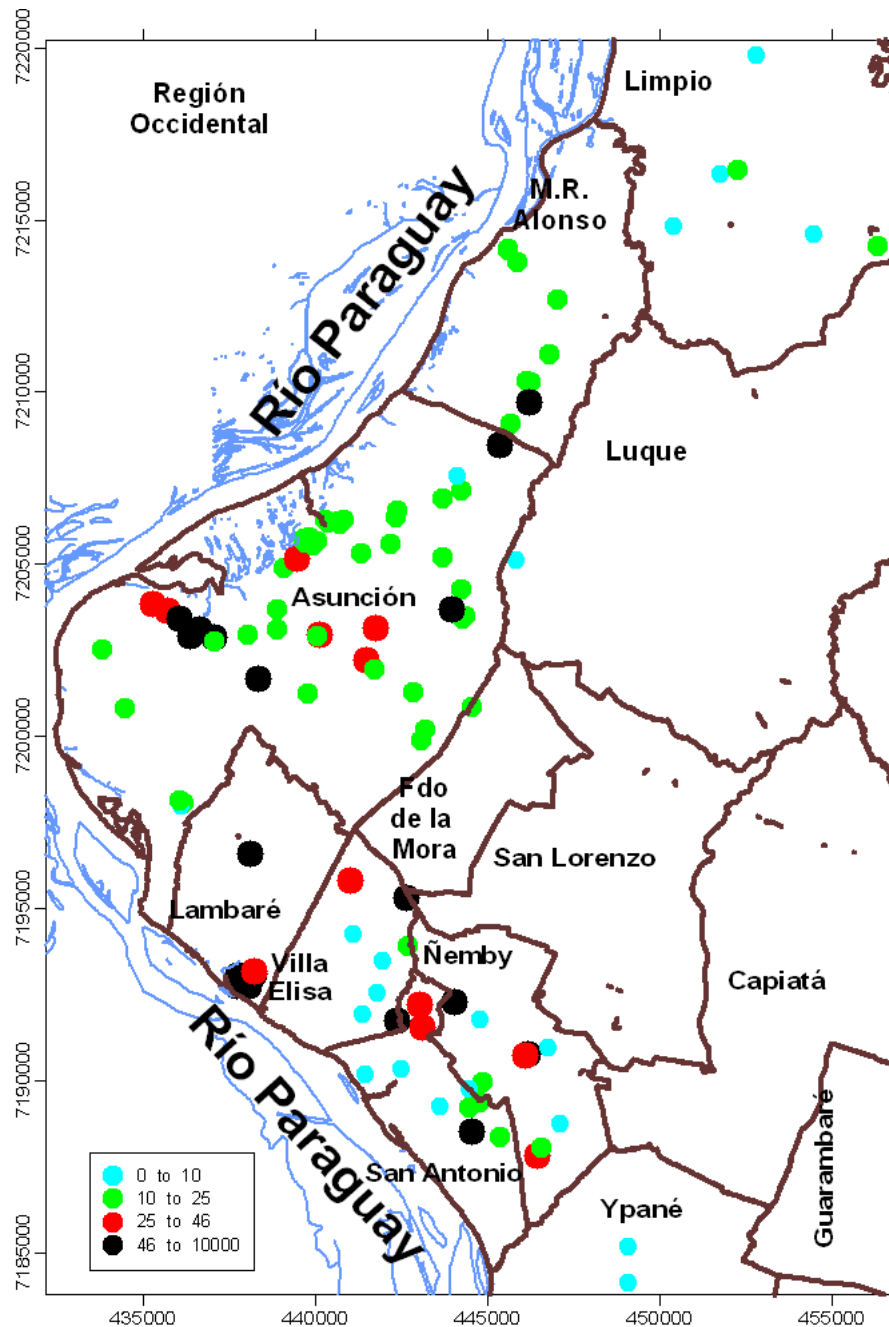 7220000
7215000
7210000
7205000
7200000
7195000
7190000
7185000
Región
Occidental
Limpio
M.R.
Alonso
Río Paraguay
Luque
Asunción
Fdo
de la
Mora
San Lorenzo
Lambaré
Villa
Elisa
Ñemby
Capiatá
Río Paraguay
San Antonio
Ypané
Guarambaré
0 to 10
10 to 25
25 to 46
46 to 10000
435000
440000
445000
450000
455000